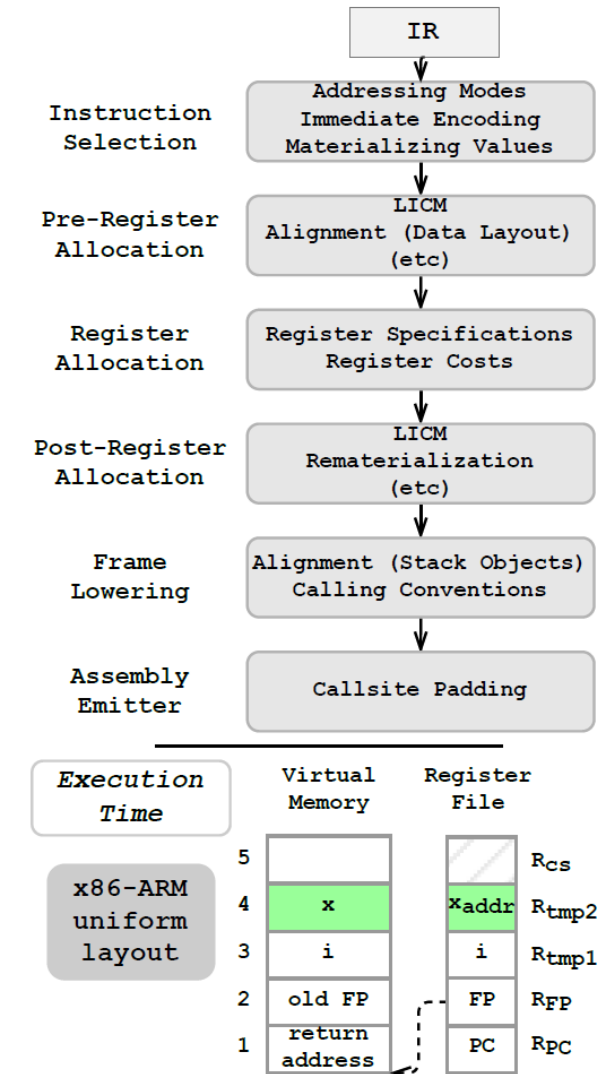 IR
Instruction
Selection
Addressing Modes
Immediate Encoding
Materializing Values
Pre-Register
Allocation
LICM
Alignment (Data Layout)
(etc)
Register
Allocation
Register Specifications
Register Costs
Post-Register
Allocation
LICM
Rematerialization
(etc)
Frame
Lowering
Alignment (Stack Objects)
Calling Conventions
Assembly
Emitter
Callsite Padding
Execution
Time
Virtual
Memory
Register
File
x86-ARM
uniform
layout
5
Rcs
4 x xaddr Rtmp2
3 i i Rtmp1
2 old FP FP RFP
1 return
address
PC RPC